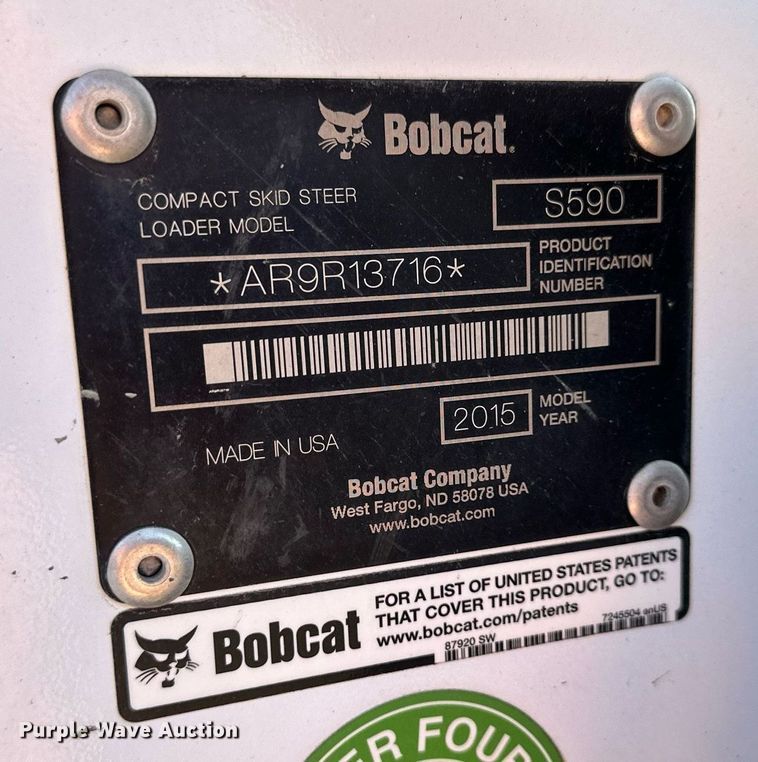 Bobcat.
COMPACT SKID STEER
LOADER MODEL
S590
*AR9R13716*
PRODUCT
IDENTIFICATION
NUMBER
2015
MODEL
YEAR
MADE IN USA
Bobcat Company
West Fargo, ND 58078 USA
www.bobcat.com
Bobcat
FOR A LIST OF UNITED STATES PATENTS
THAT COVER THIS PRODUCT, GO TO:
www.bobcat.com/patents
87920 SW
7245504 enUS
FOUR
Purple Wave Auction